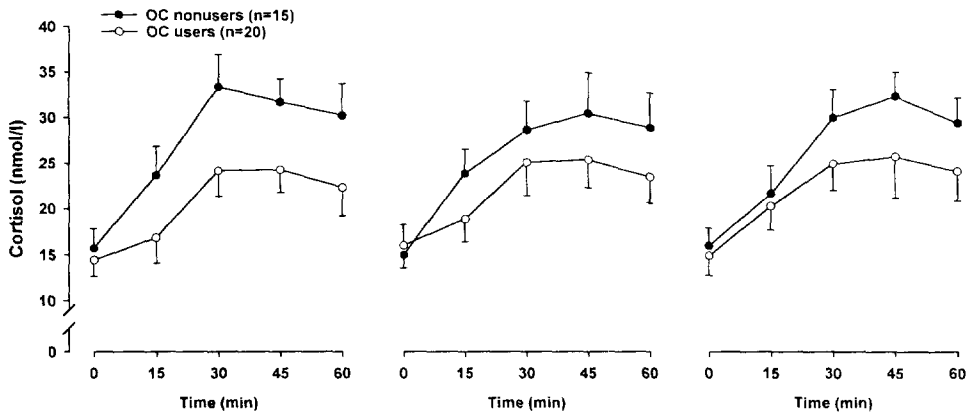 OC nonusers (n=15)
OC users (n=20)
Cortisol (nmol/l)
40
35
30
25
20
15
10
0
0 15 30 45 60
Time (min)
0 15 30 45 60
Time (min)
0 15 30 45 60
Time (min)